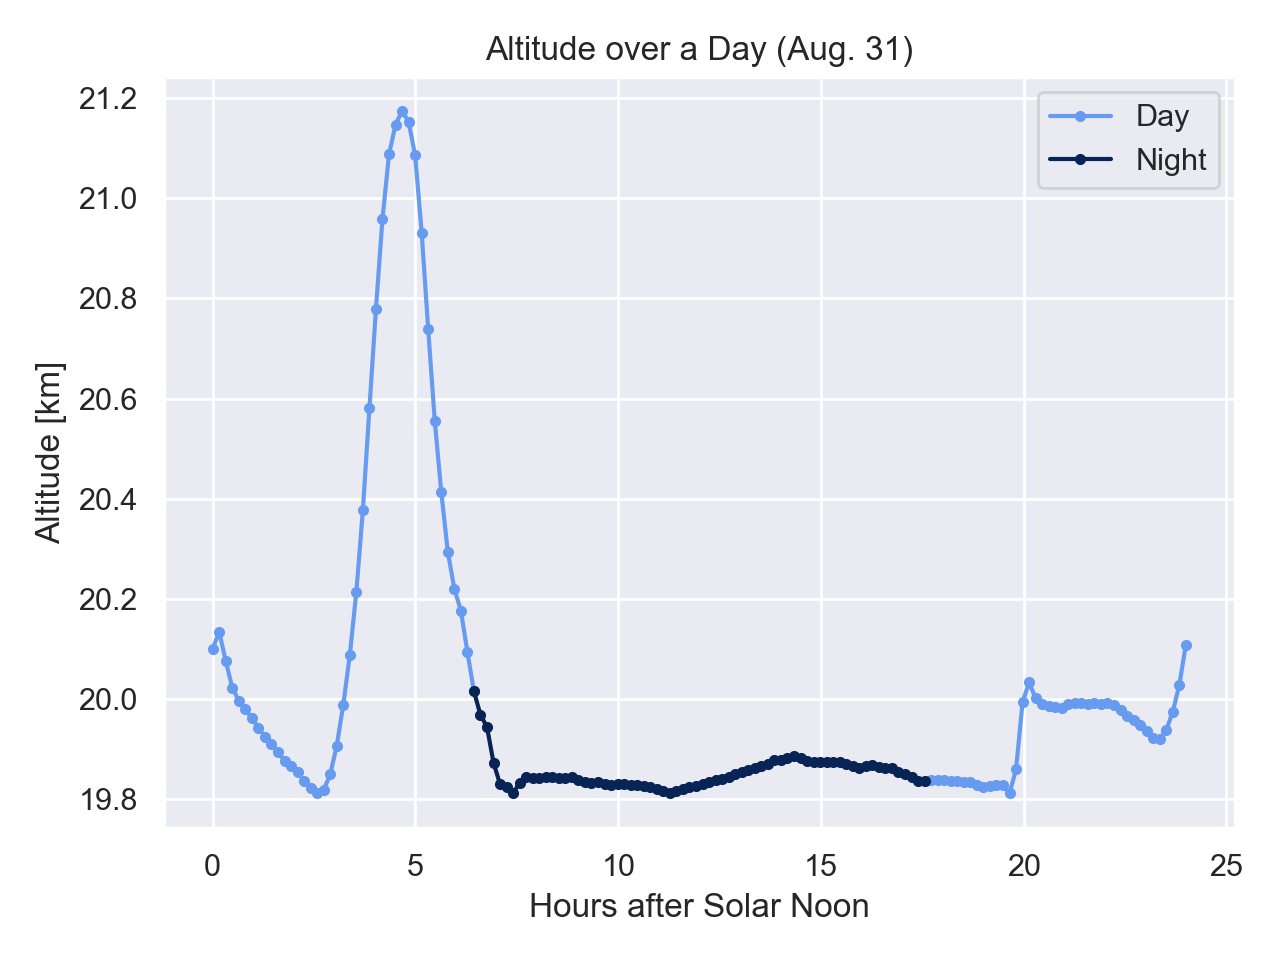 Altitude over a Day (Aug. 31)
21.2
21.0
20.8
20.6
20.4
20.2
20.0
19.8
Altitude [km]
Day
Night
0 5 10 15 20 25
Hours after Solar Noon